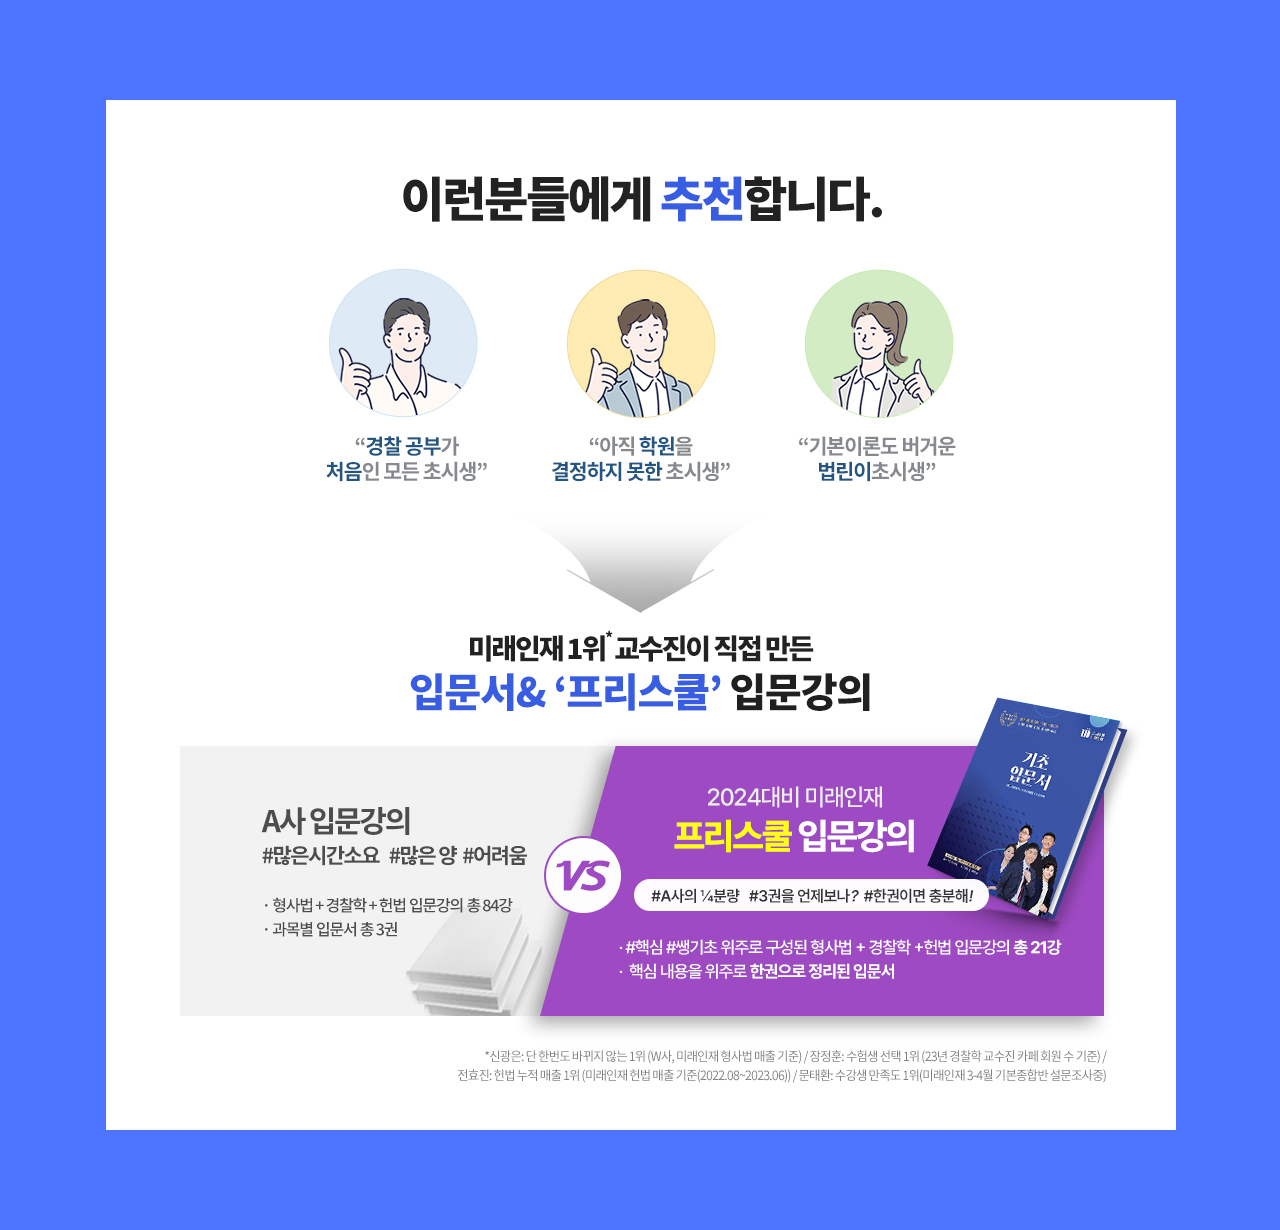 이런분들에게 추천합니다.
“경찰 공부가
처음인 모든 초시생”
“아직 학원을
결정하지 못한 초시생”
“기본이론도 버거운
법린이초시생”
미래인재 1위* 교수진이 직접 만든
입문서& ‘프리스쿨’ 입문강의
A사 입문강의
#많은시간소요 #많은 양 #어려움
· 형사법 + 경찰학 + 헌법 입문강의 총 84강
· 과목별 입문서 총 3권
VS
2024대비 미래인재
프리스쿨 입문강의
#A사의 ¼분량 #3권을 언제보나? #한권이면 충분해!
· #핵심 #쌩기초 위주로 구성된 형사법 + 경찰학 +헌법 입문강의 총 21강
· 핵심 내용을 위주로 한권으로 정리된 입문서
기초
입문서
*신광은: 단 한번도 바뀌지 않는 1위 (W사, 미래인재 형사법 매출 기준) / 장정훈: 수험생 선택 1위 (23년 경찰학 교수진 카페 회원 수 기준) /
전효진: 헌법 누적 매출 1위 (미래인재 헌법 매출 기준(2022.08~2023.06)) / 문태환: 수강생 만족도 1위(미래인재 3-4월 기본종합반 설문조사중)